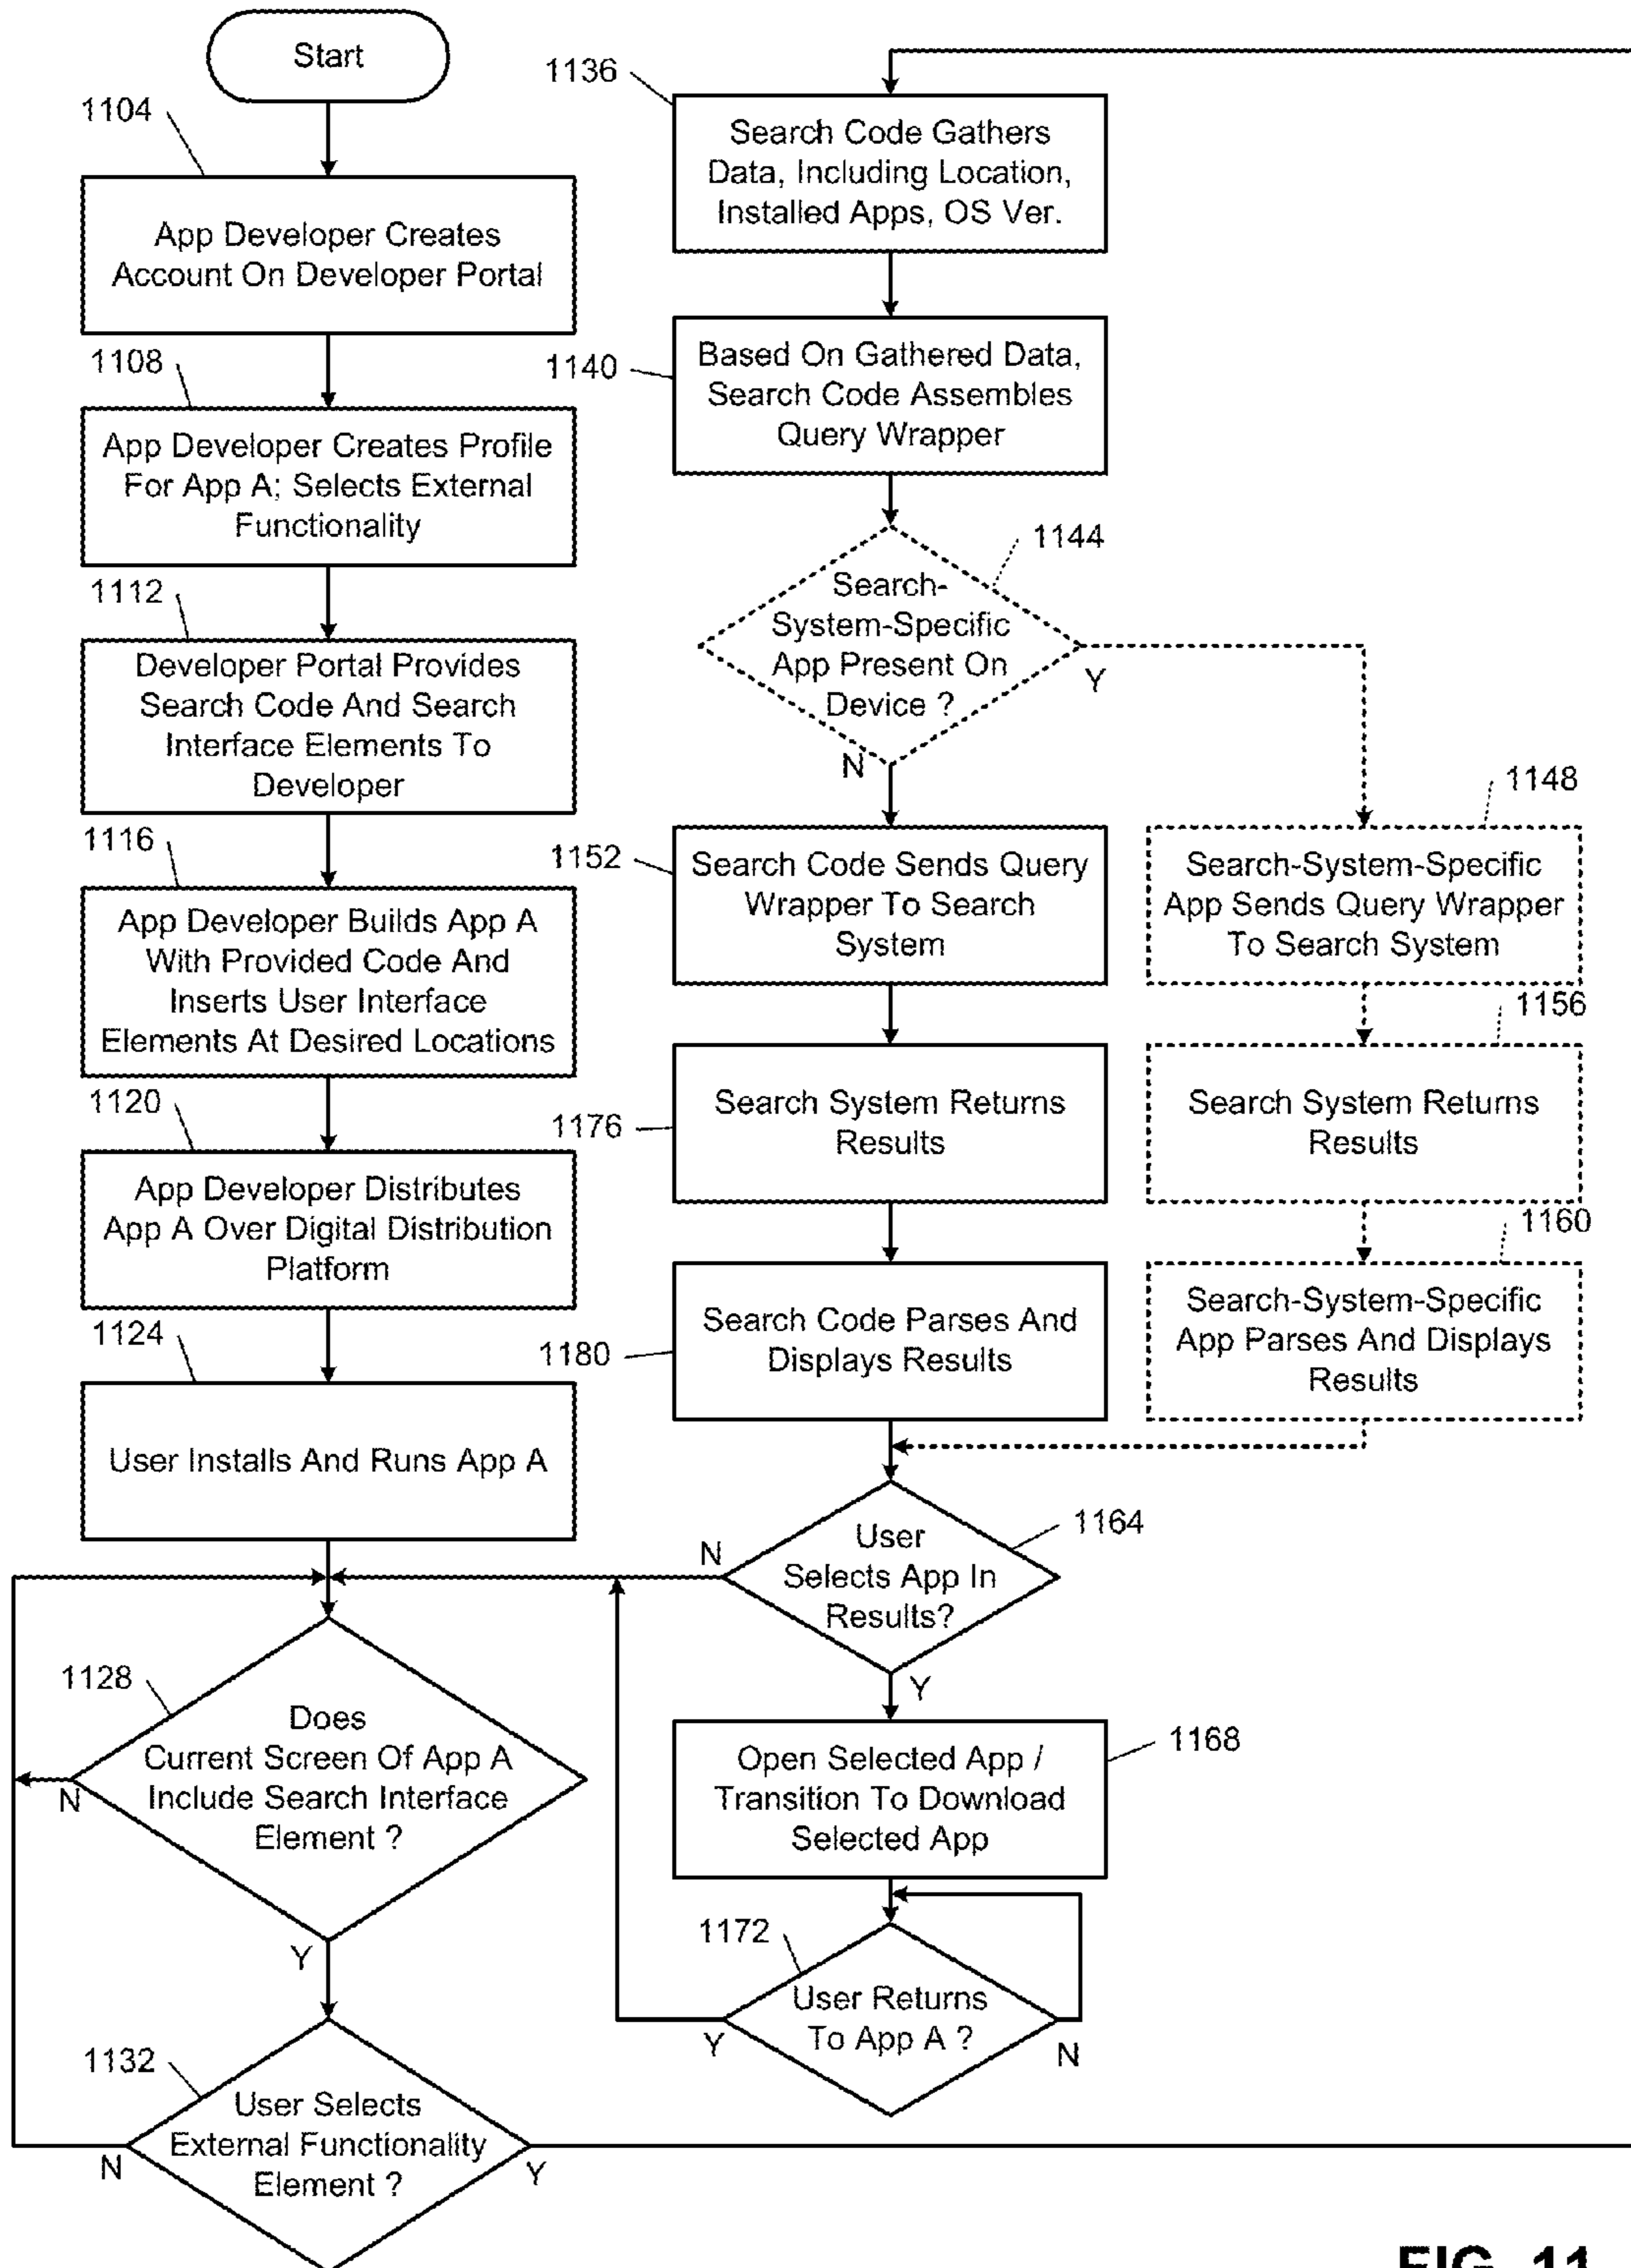 Start
1104
App Developer Creates
Account On Developer Portal
1108
App Developer Creates Profile
For App A; Selects External
Functionality
1112
Developer Portal Provides
Search Code And Search
Interface Elements To
Developer
1116
App Developer Builds App A
With Provided Code And
Inserts User Interface
Elements At Desired Locations
1120
App Developer Distributes
App A Over Digital Distribution
Platform
1124
User Installs And Runs App A
1128
Does
Current Screen Of App A
Include Search Interface
Element ?
N
Y
1132
User Selects
External Functionality
Element ?
N
Y
1136
Search Code Gathers
Data, Including Location,
Installed Apps, OS Ver.
1140
Based On Gathered Data,
Search Code Assembles
Query Wrapper
1144
Search-
System-Specific
App Present On
Device ?
Y
N
1148
Search-System-Specific
App Sends Query Wrapper
To Search System
1152
Search Code Sends Query
Wrapper To Search
System
1156
Search System Returns
Results
1176
Search System Returns
Results
1160
Search-System-Specific
App Parses And Displays
Results
1180
Search Code Parses And
Displays Results
1164
User
Selects App In
Results?
N
Y
1168
Open Selected App /
Transition To Download
Selected App
1172
User Returns
To App A ?
Y
N
FIG. 11